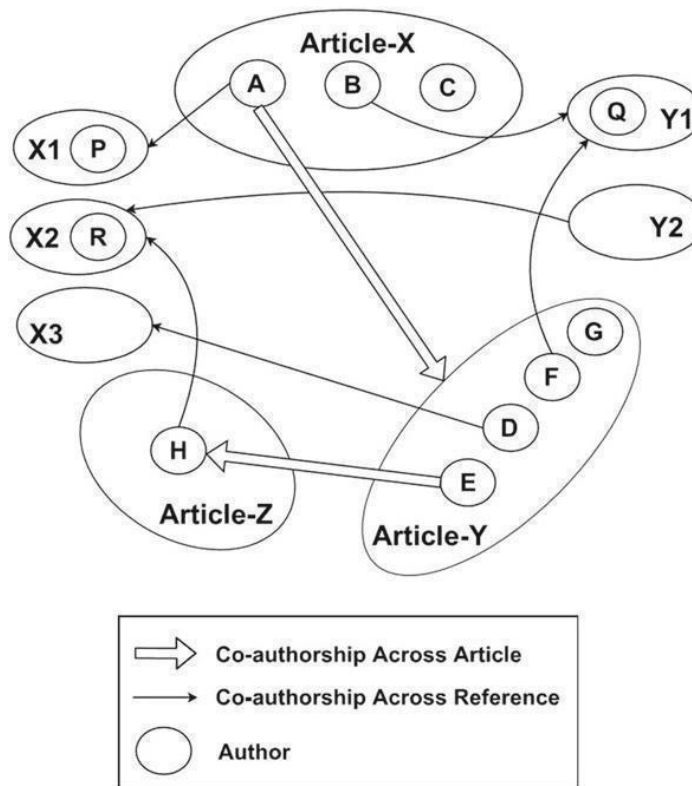 Article-X
A
B
C
X1
P
Q
Y1
X2
R
Y2
X3
G
F
D
H
E
Article-Z
Article-Y
Co-authorship Across Article
Co-authorship Across Reference
Author